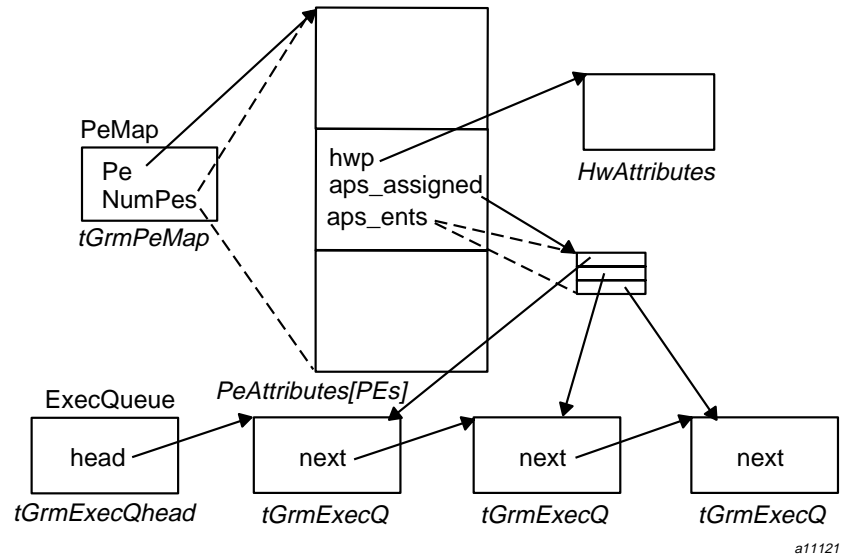 PeMap
Pe
NumPes
tGrmPeMap
hwp
aps_assigned
aps_ents
HwAttributes
PeAttributes[PEs]
ExecQueue
head
next
next
next
tGrmExecQhead
tGrmExecQ
tGrmExecQ
tGrmExecQ
a11121